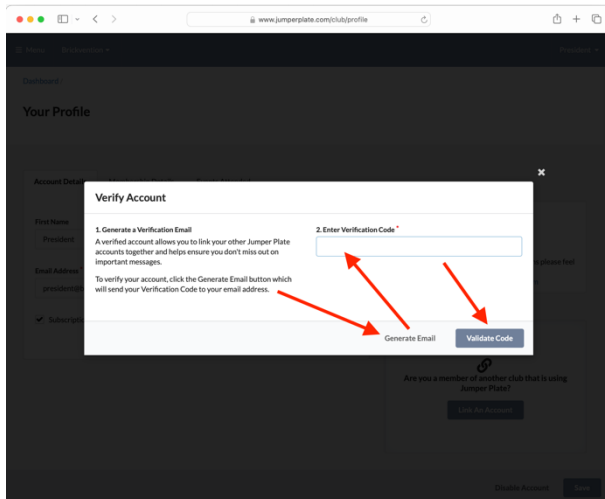 www.jumperplate.com/club/profile
Menu
President
Dashboard
Your Profile
Account Details
First Name
President
Email Address
Verify Account
1. Generate a Verification Email
A verified account allows you to link your other Jumper Plate
accounts together and helps ensure you don't miss out on
important messages.
To verify your account, click the Generate Email button which
will send your Verification Code to your email address.
2. Enter Verification Code *
Generate Email
Validate Code
please feel
Are you a member of another club that is using
Jumper Plate?
Link An Account
Disable Account
Save